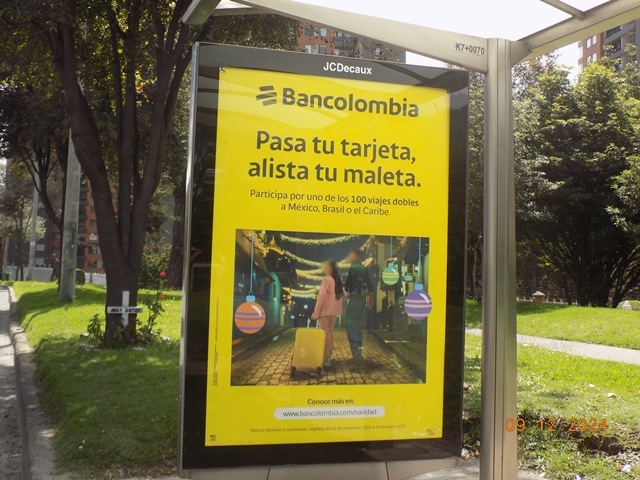 K7+0070
JCDecaux
Bancolombia
Pasa tu tarjeta,
alista tu maleta.
Participa por uno de los 100 viajes dobles
a México, Brasil o el Caribe.
Conoce más en:
www.bancolombia.com/navidad
09/12/2024